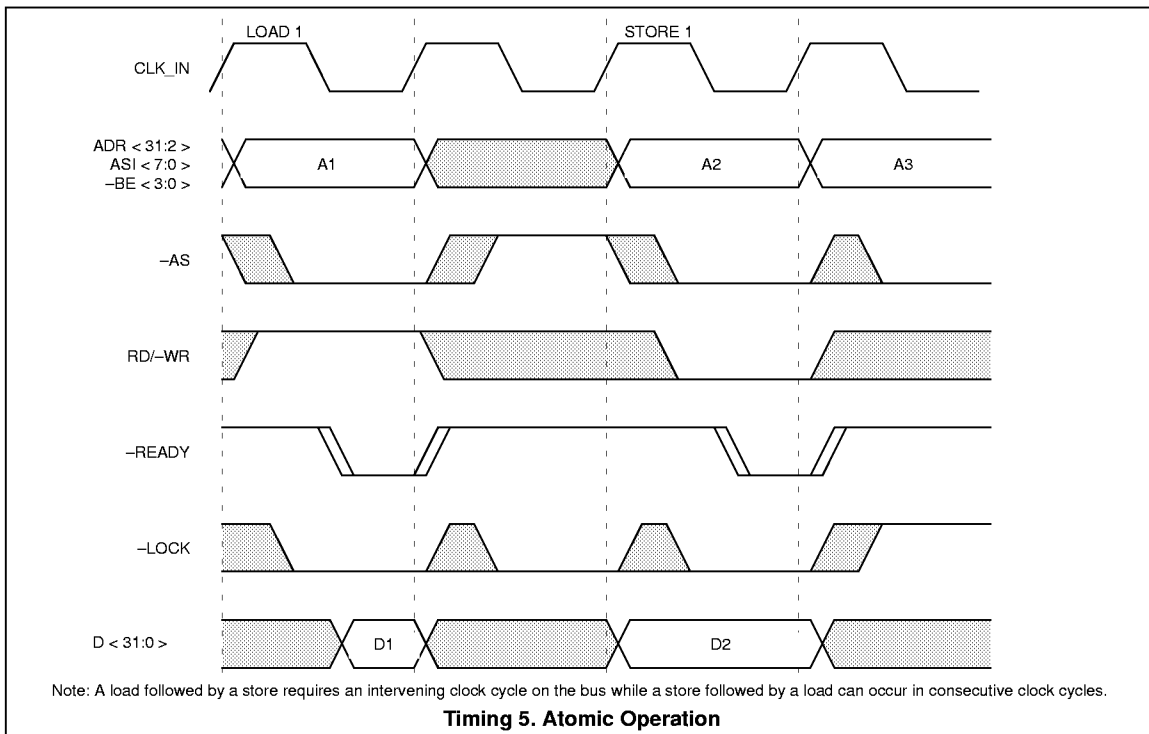 LOAD 1
STORE 1
CLK_IN
ADR < 31:2 >
ASI < 7:0 >
–BE < 3:0 >
A1
A2
A3
–AS
RD/–WR
–READY
–LOCK
D < 31:0 >
D1
D2
Note: A load followed by a store requires an intervening clock cycle on the bus while a store followed by a load can occur in consecutive clock cycles.
Timing 5. Atomic Operation